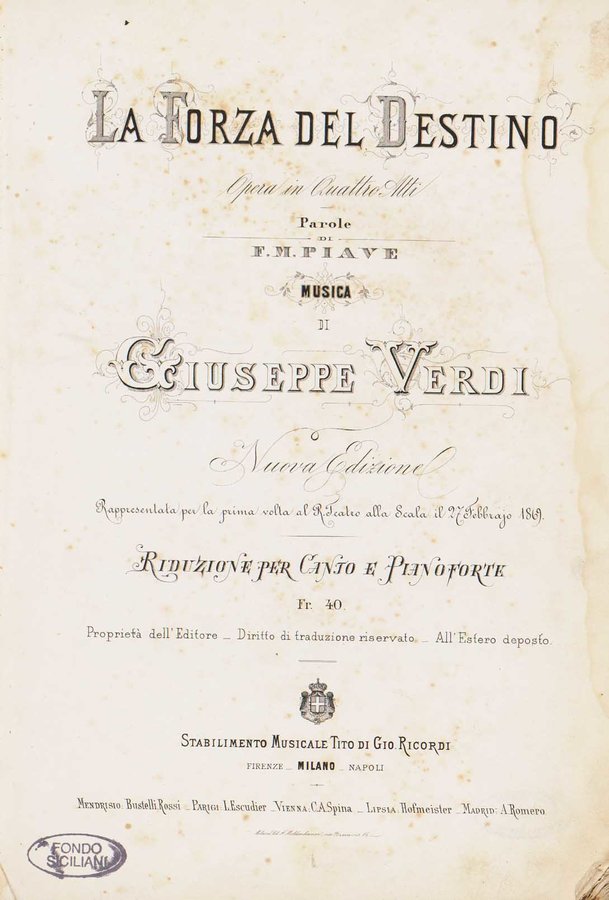 LA FORZA DEL DESTINO
Opera in Quattro Atti
Parole
DI
F. M. PIAVE
MUSICA
DI
GIUSEPPE VERDI
Nuova Edizione
Rappresentata per la prima volta al R. Teatro alla Scala il 27 Febbrajo 1869.
RIDUZIONE PER CANTO E PIANOFORTE
Fr. 40.
Proprietà dell'Editore _ Diritto di traduzione riservato _ All'Estero deposto.
STABILIMENTO MUSICALE TITO DI GIO. RICORDI
FIRENZE _ MILANO _ NAPOLI
MENDRISIO: Bustelli-Rossi _ PARIGI: L. Escudier _ VIENNA: C.A. Spina _ LIPSIA: Hofmeister _ MADRID: A. Romero.
FONDO
SICILIANI